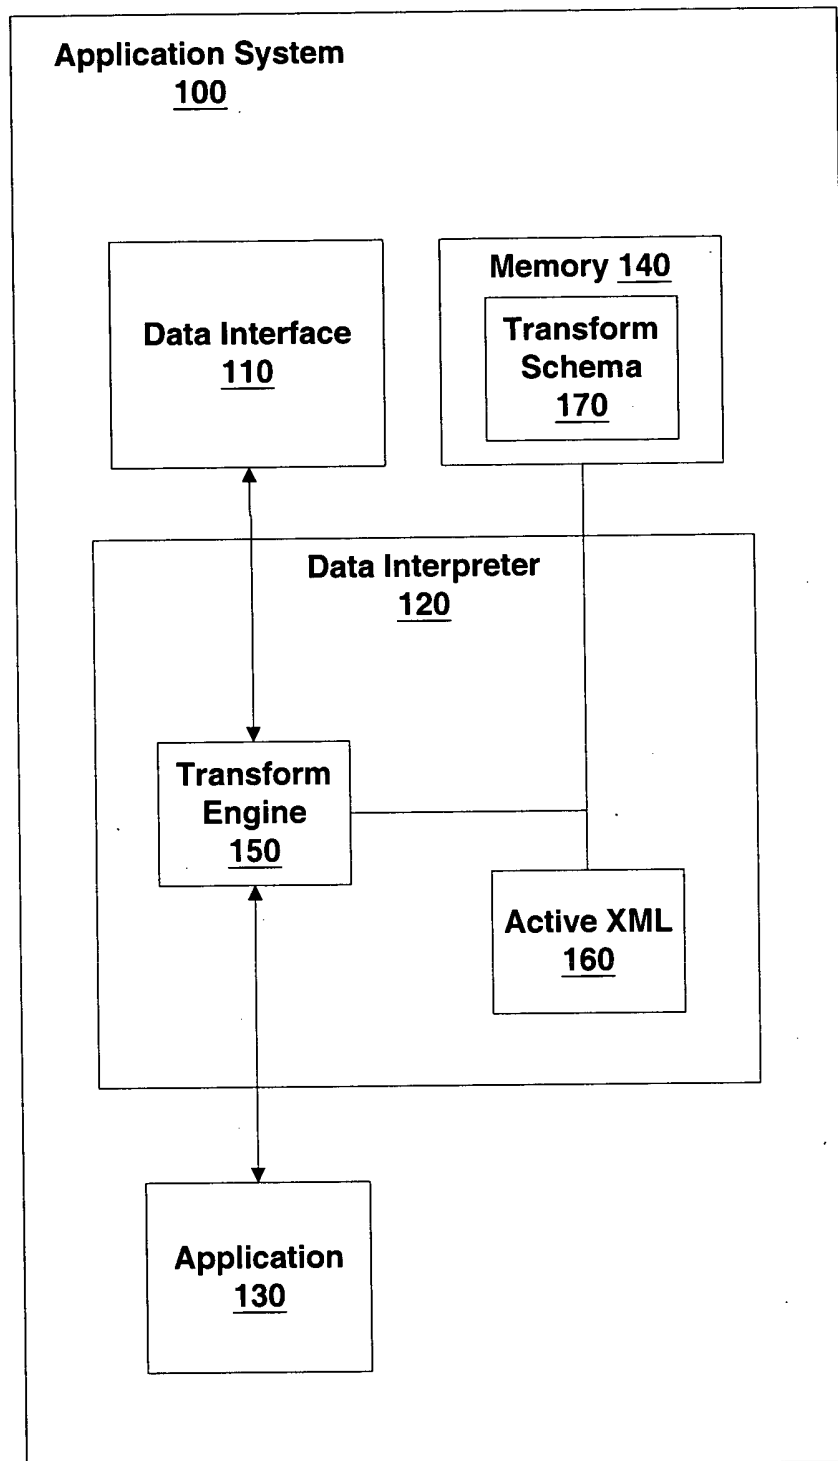 Application System
100
Data Interface
110
Memory 140
Transform
Schema
170
Data Interpreter
120
Transform
Engine
150
Active XML
160
Application
130